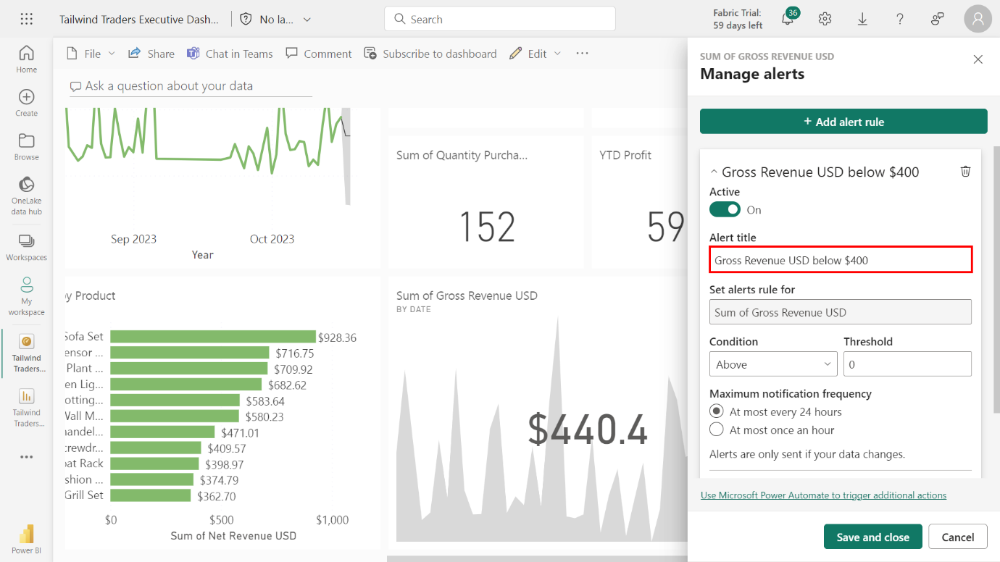 Tailwind Traders Executive Dash...
No la...
Search
Fabric Trial:
59 days left
36
Home
Create
Browse
OneLake
data hub
Workspaces
My
workspace
Tailwind
Traders...
Tailwind
Traders...
Power BI
File
Share
Chat in Teams
Comment
Subscribe to dashboard
Edit
Ask a question about your data
Sep 2023
Oct 2023
Year
Sum of Quantity Purcha...
152
YTD Profit
59
by Product
Sofa Set
$928.36
ensor ...
$716.75
Plant ...
$709.92
en Lig...
$682.62
otting...
$583.64
Wall M...
$580.23
handel...
$471.01
crewdr...
$409.57
oat Rack
$398.97
shion ...
$374.79
Grill Set
$362.70
$0
$500
$1,000
Sum of Net Revenue USD
Sum of Gross Revenue USD
BY DATE
$440.4
SUM OF GROSS REVENUE USD
Manage alerts
+ Add alert rule
Gross Revenue USD below $400
Active
On
Alert title
Gross Revenue USD below $400
Set alerts rule for
Sum of Gross Revenue USD
Condition
Threshold
Above
0
Maximum notification frequency
At most every 24 hours
At most once an hour
Alerts are only sent if your data changes.
Use Microsoft Power Automate to trigger additional actions
Save and close
Cancel